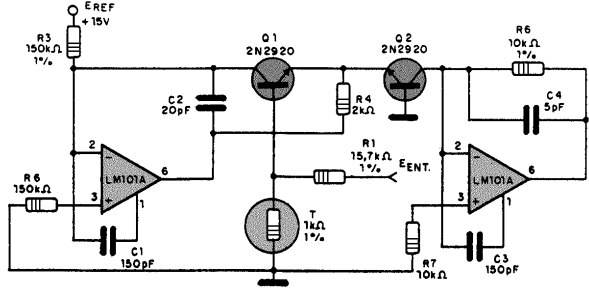 EREF
+15V
R3
150kΩ
1%
Q1
2N2920
Q2
2N2920
R6
10kΩ
1%
C2
20pF
R4
2kΩ
C4
5pF
R1
15,7kΩ
1%
EENT.
2
-
LM101A
6
3
+
1
R6
150kΩ
2
-
LM101A
6
3
+
1
T
1kΩ
1%
C1
150pF
R7
10kΩ
C3
150pF